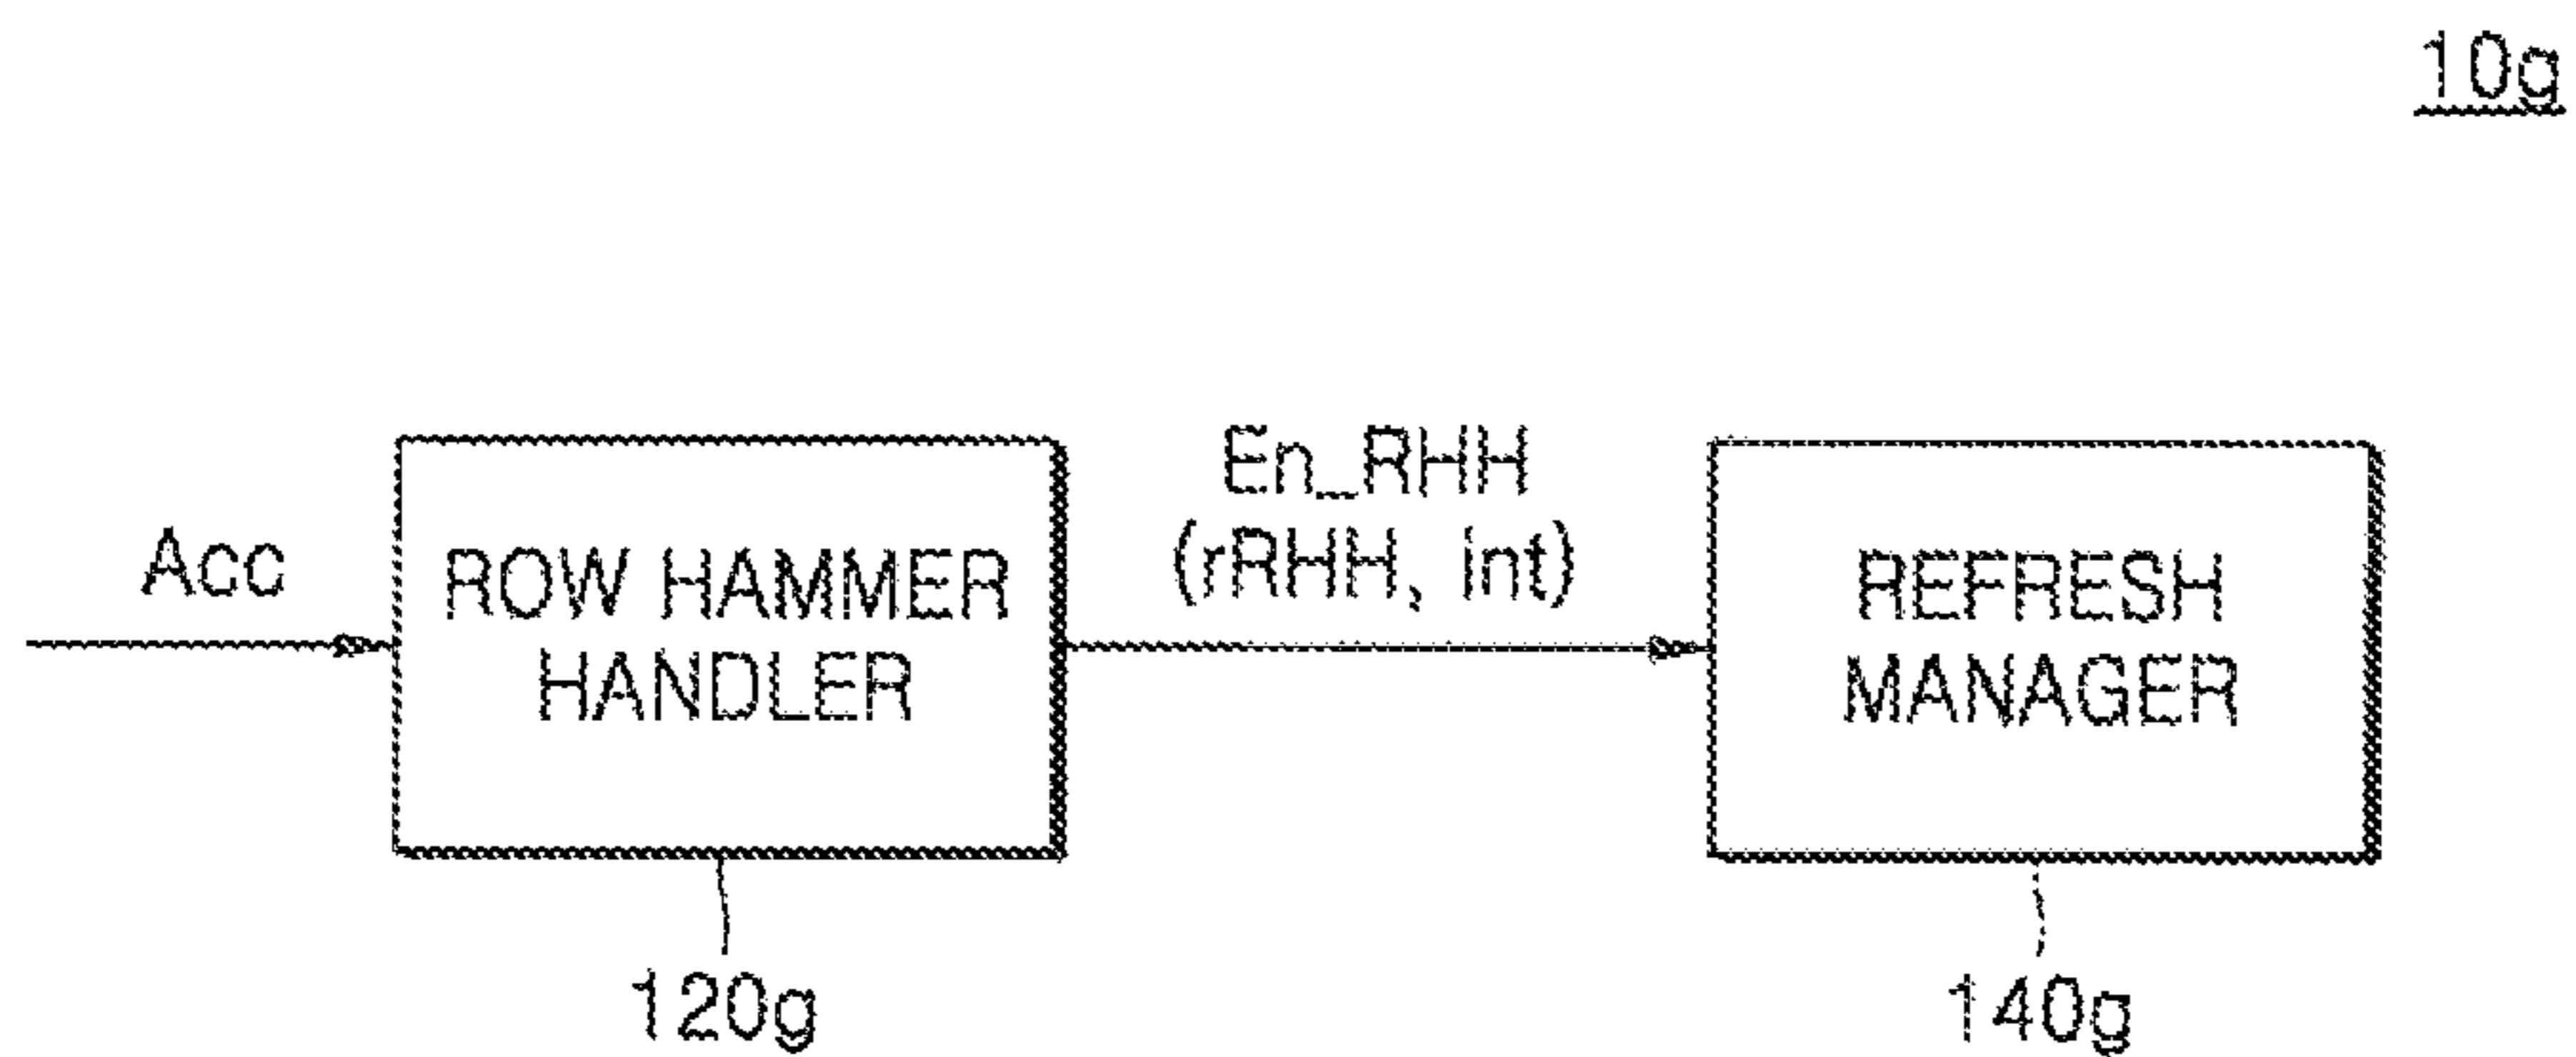 10g
Acc
ROW HAMMER
HANDLER
En_RHH
(rRHH, int)
REFRESH
MANAGER
120g
140g